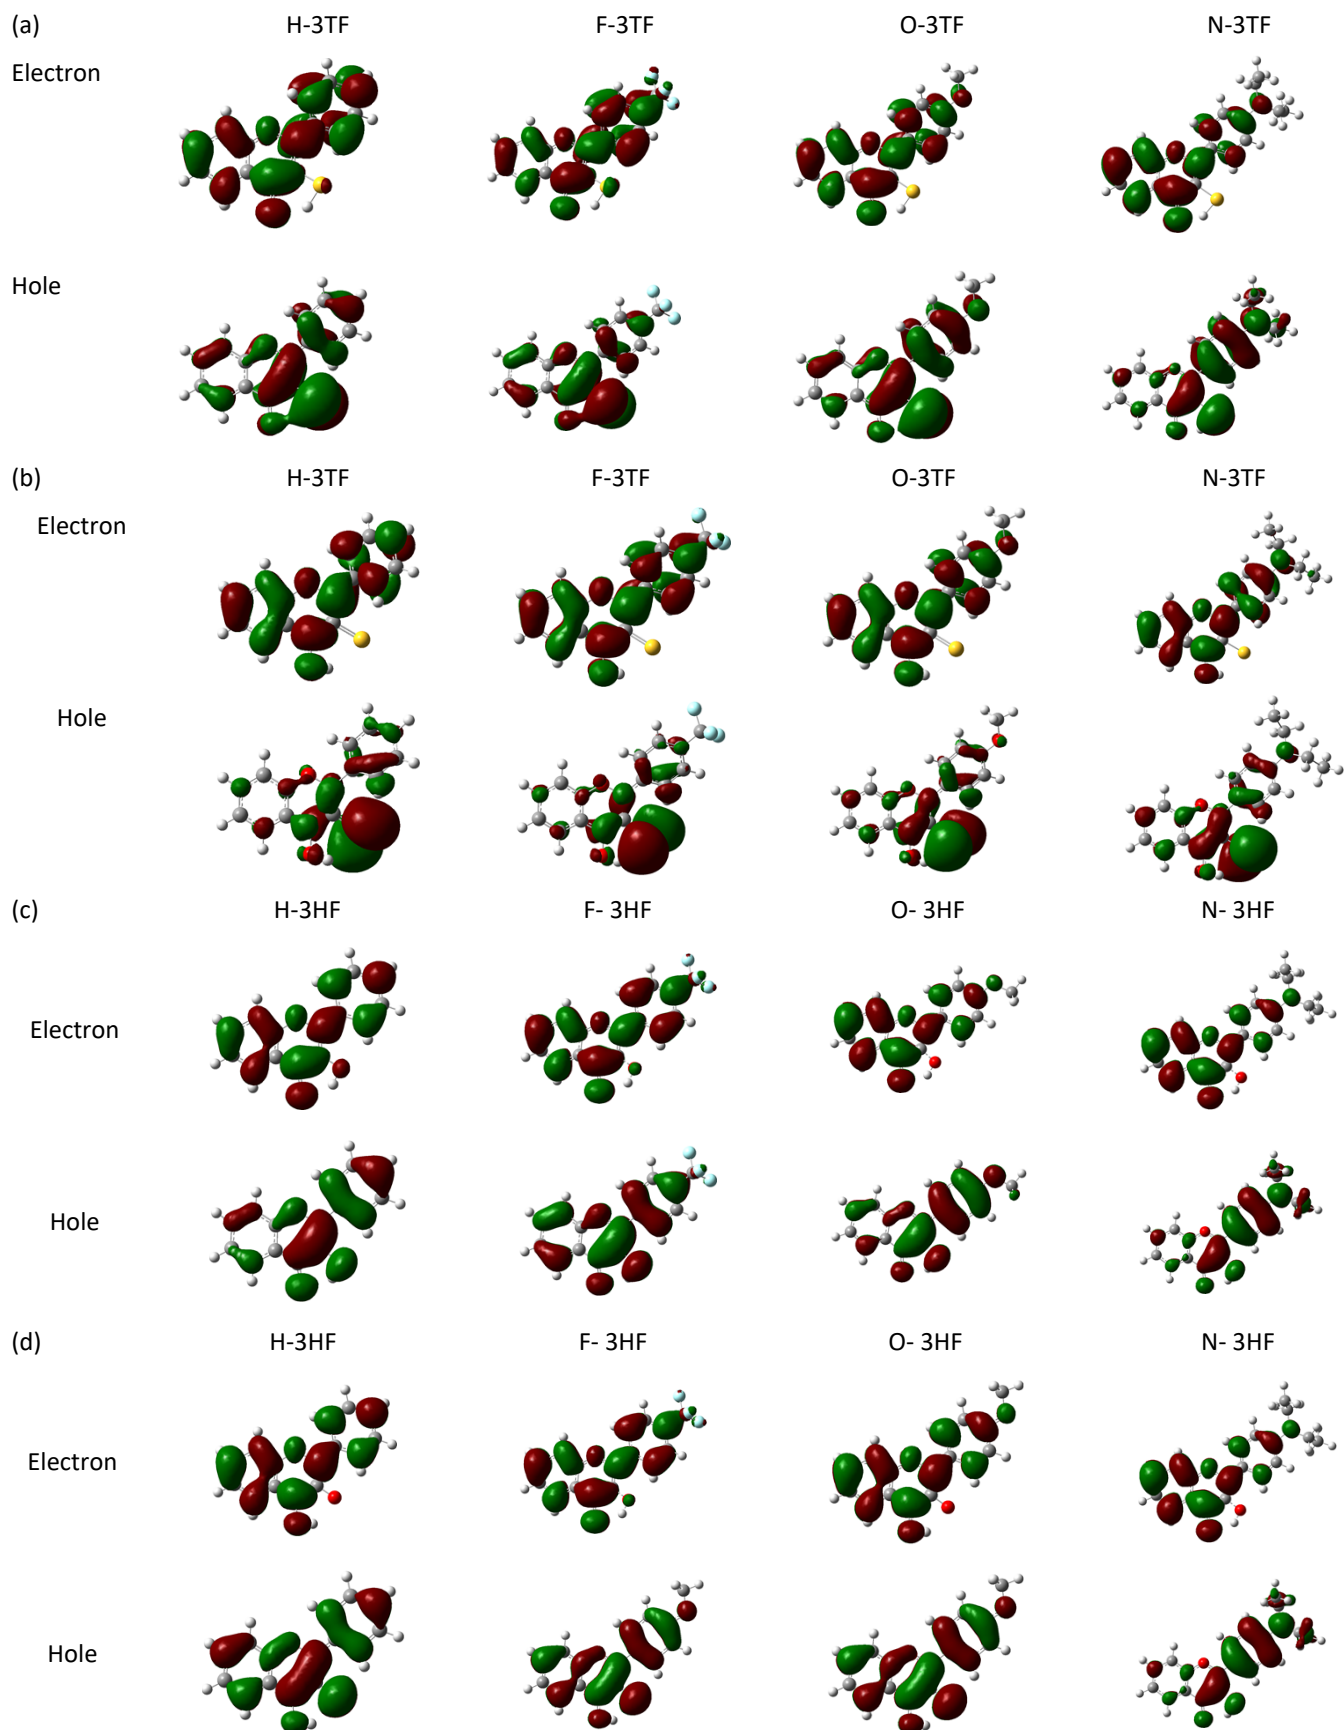 (a) H-3TF F-3TF O-3TF N-3TF
Electron
Hole
(b) H-3TF F-3TF O-3TF N-3TF
Electron
Hole
(c) H-3HF F- 3HF O- 3HF N- 3HF
Electron
Hole
(d) H-3HF F- 3HF O- 3HF N- 3HF
Electron
Hole